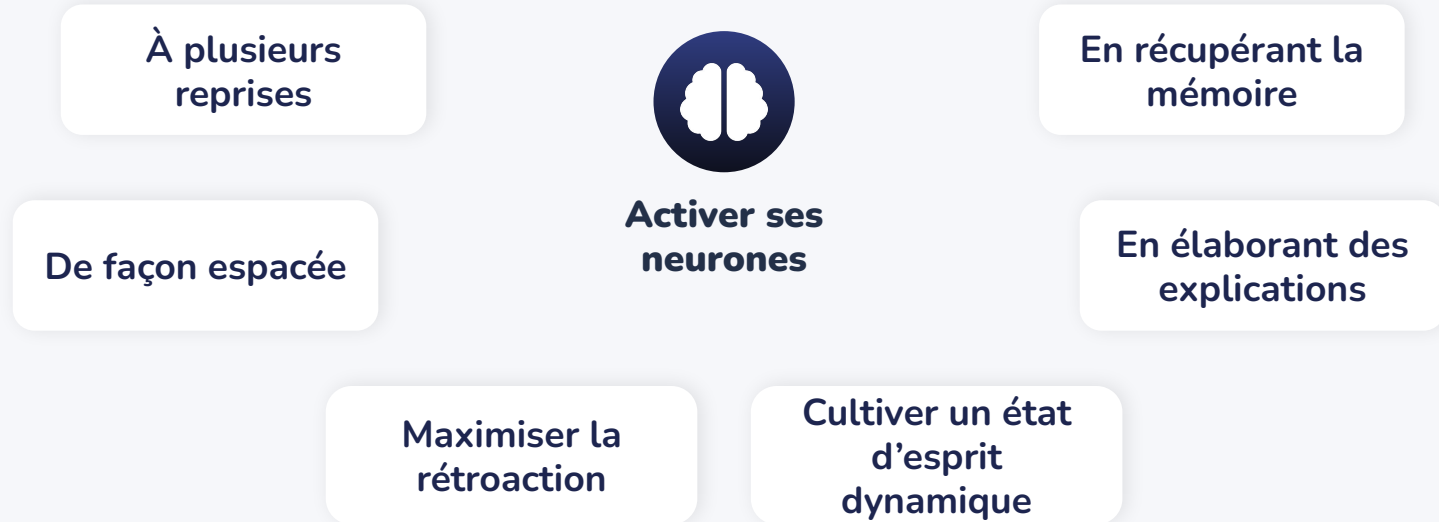 À plusieurs
reprises
En récupérant la
mémoire
Activer ses
neurones
De façon espacée
En élaborant des
explications
Maximiser la
rétroaction
Cultiver un état
d’esprit
dynamique